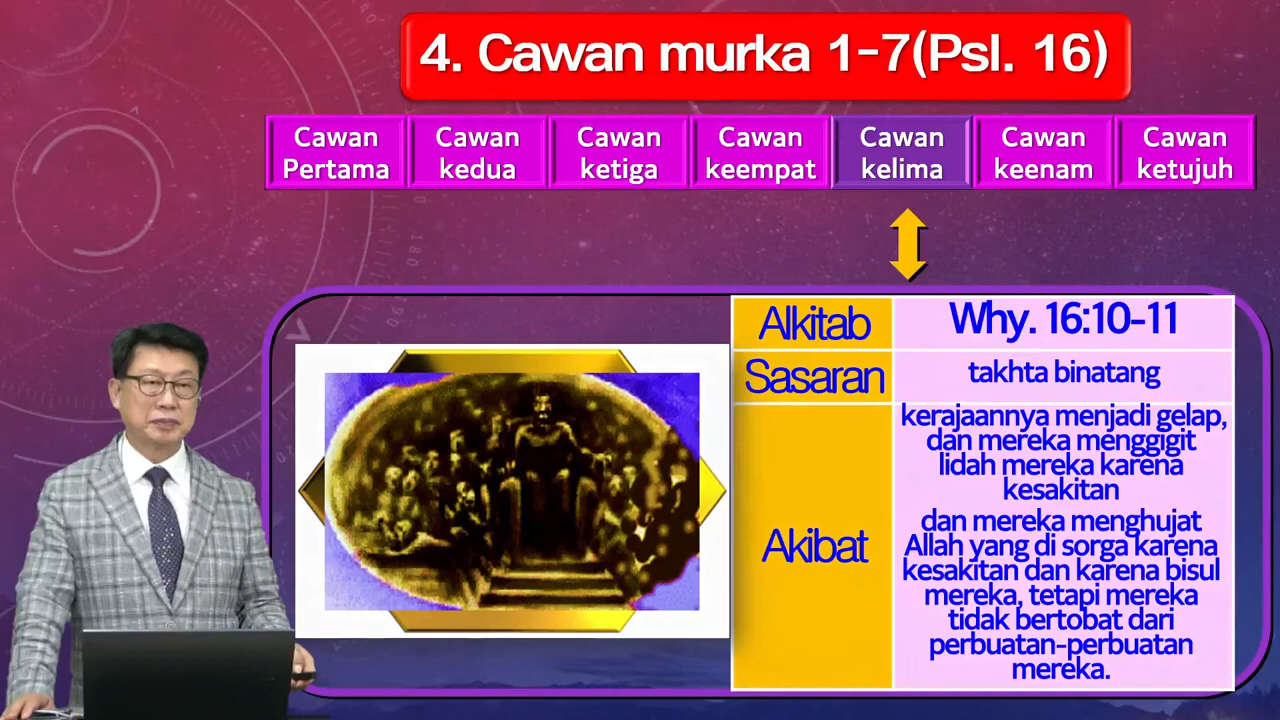 4. Cawan murka 1-7(Psl. 16)
Cawan
Pertama
Cawan
kedua
Cawan
ketiga
Cawan
keempat
Cawan
kelima
Cawan
keenam
Cawan
ketujuh
Alkitab
Why. 16:10-11
Sasaran
takhta binatang
Akibat
kerajaannya menjadi gelap,
dan mereka menggigit
lidah mereka karena
kesakitan
dan mereka menghujat
Allah yang di sorga karena
kesakitan dan karena bisul
mereka, tetapi mereka
tidak bertobat dari
perbuatan-perbuatan
mereka.